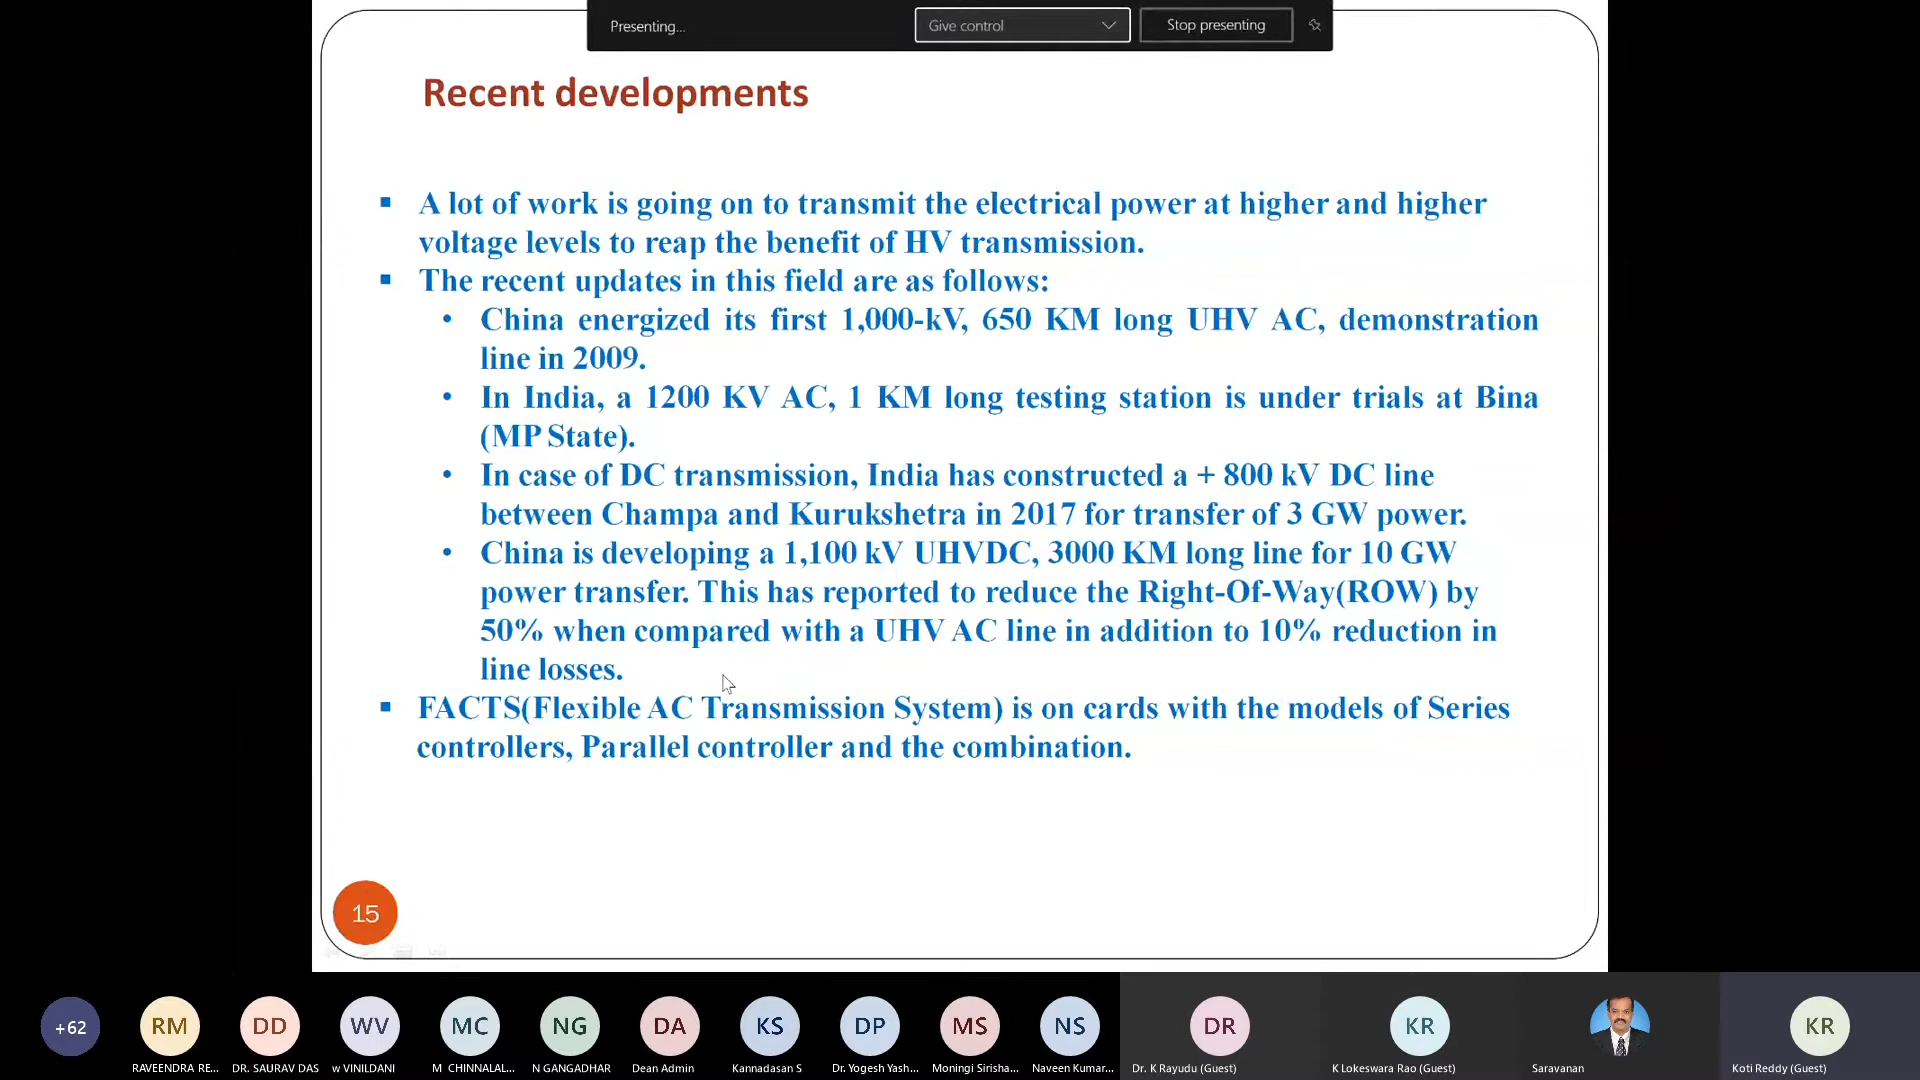 Presenting...
Give control
Stop presenting
Recent developments
▪ A lot of work is going on to transmit the electrical power at higher and higher
voltage levels to reap the benefit of HV transmission.
▪ The recent updates in this field are as follows:
• China energized its first 1,000-kV, 650 KM long UHV AC, demonstration
line in 2009.
• In India, a 1200 KV AC, 1 KM long testing station is under trials at Bina
(MP State).
• In case of DC transmission, India has constructed a + 800 kV DC line
between Champa and Kurukshetra in 2017 for transfer of 3 GW power.
• China is developing a 1,100 kV UHVDC, 3000 KM long line for 10 GW
power transfer. This has reported to reduce the Right-Of-Way(ROW) by
50% when compared with a UHV AC line in addition to 10% reduction in
line losses.
▪ FACTS(Flexible AC Transmission System) is on cards with the models of Series
controllers, Parallel controller and the combination.
15
+62 RM DD WV MC NG DA KS DP MS NS DR KR KR
RAVEENDRA RE... DR. SAURAV DAS w VINILDANI M CHINNALAL... N GANGADHAR Dean Admin Kannadasan S Dr. Yogesh Yash... Moningi Sirisha... Naveen Kumar... Dr. K Rayudu (Guest) K Lokeswara Rao (Guest) Saravanan Koti Reddy (Guest)